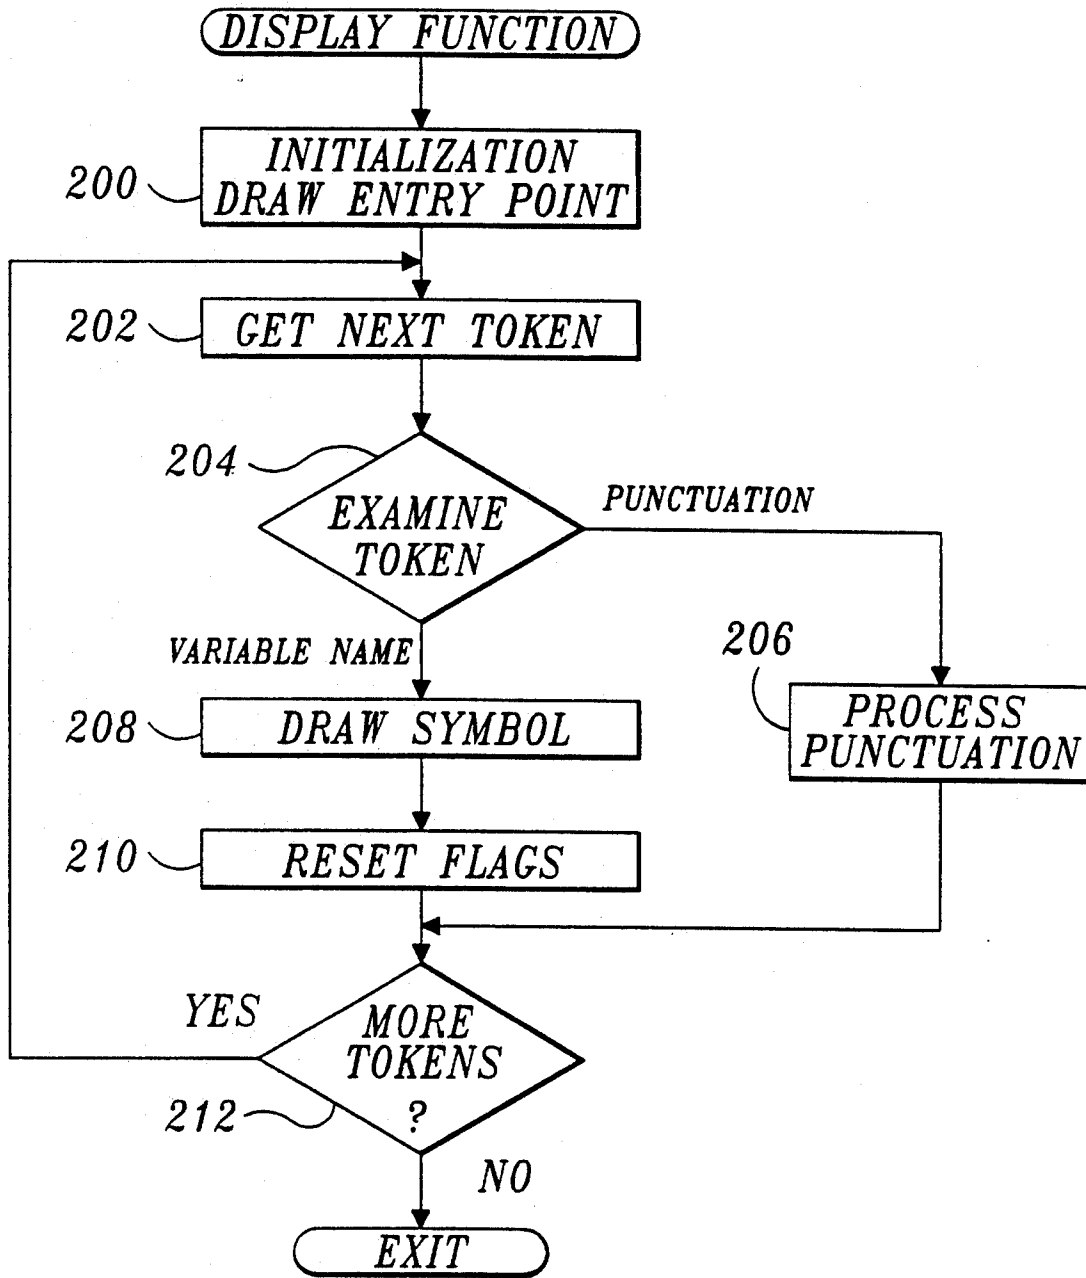 DISPLAY FUNCTION
200
INITIALIZATION
DRAW ENTRY POINT
202
GET NEXT TOKEN
204
EXAMINE
TOKEN
PUNCTUATION
VARIABLE NAME
206
PROCESS
PUNCTUATION
208
DRAW SYMBOL
210
RESET FLAGS
YES
MORE
TOKENS
?
212
NO
EXIT